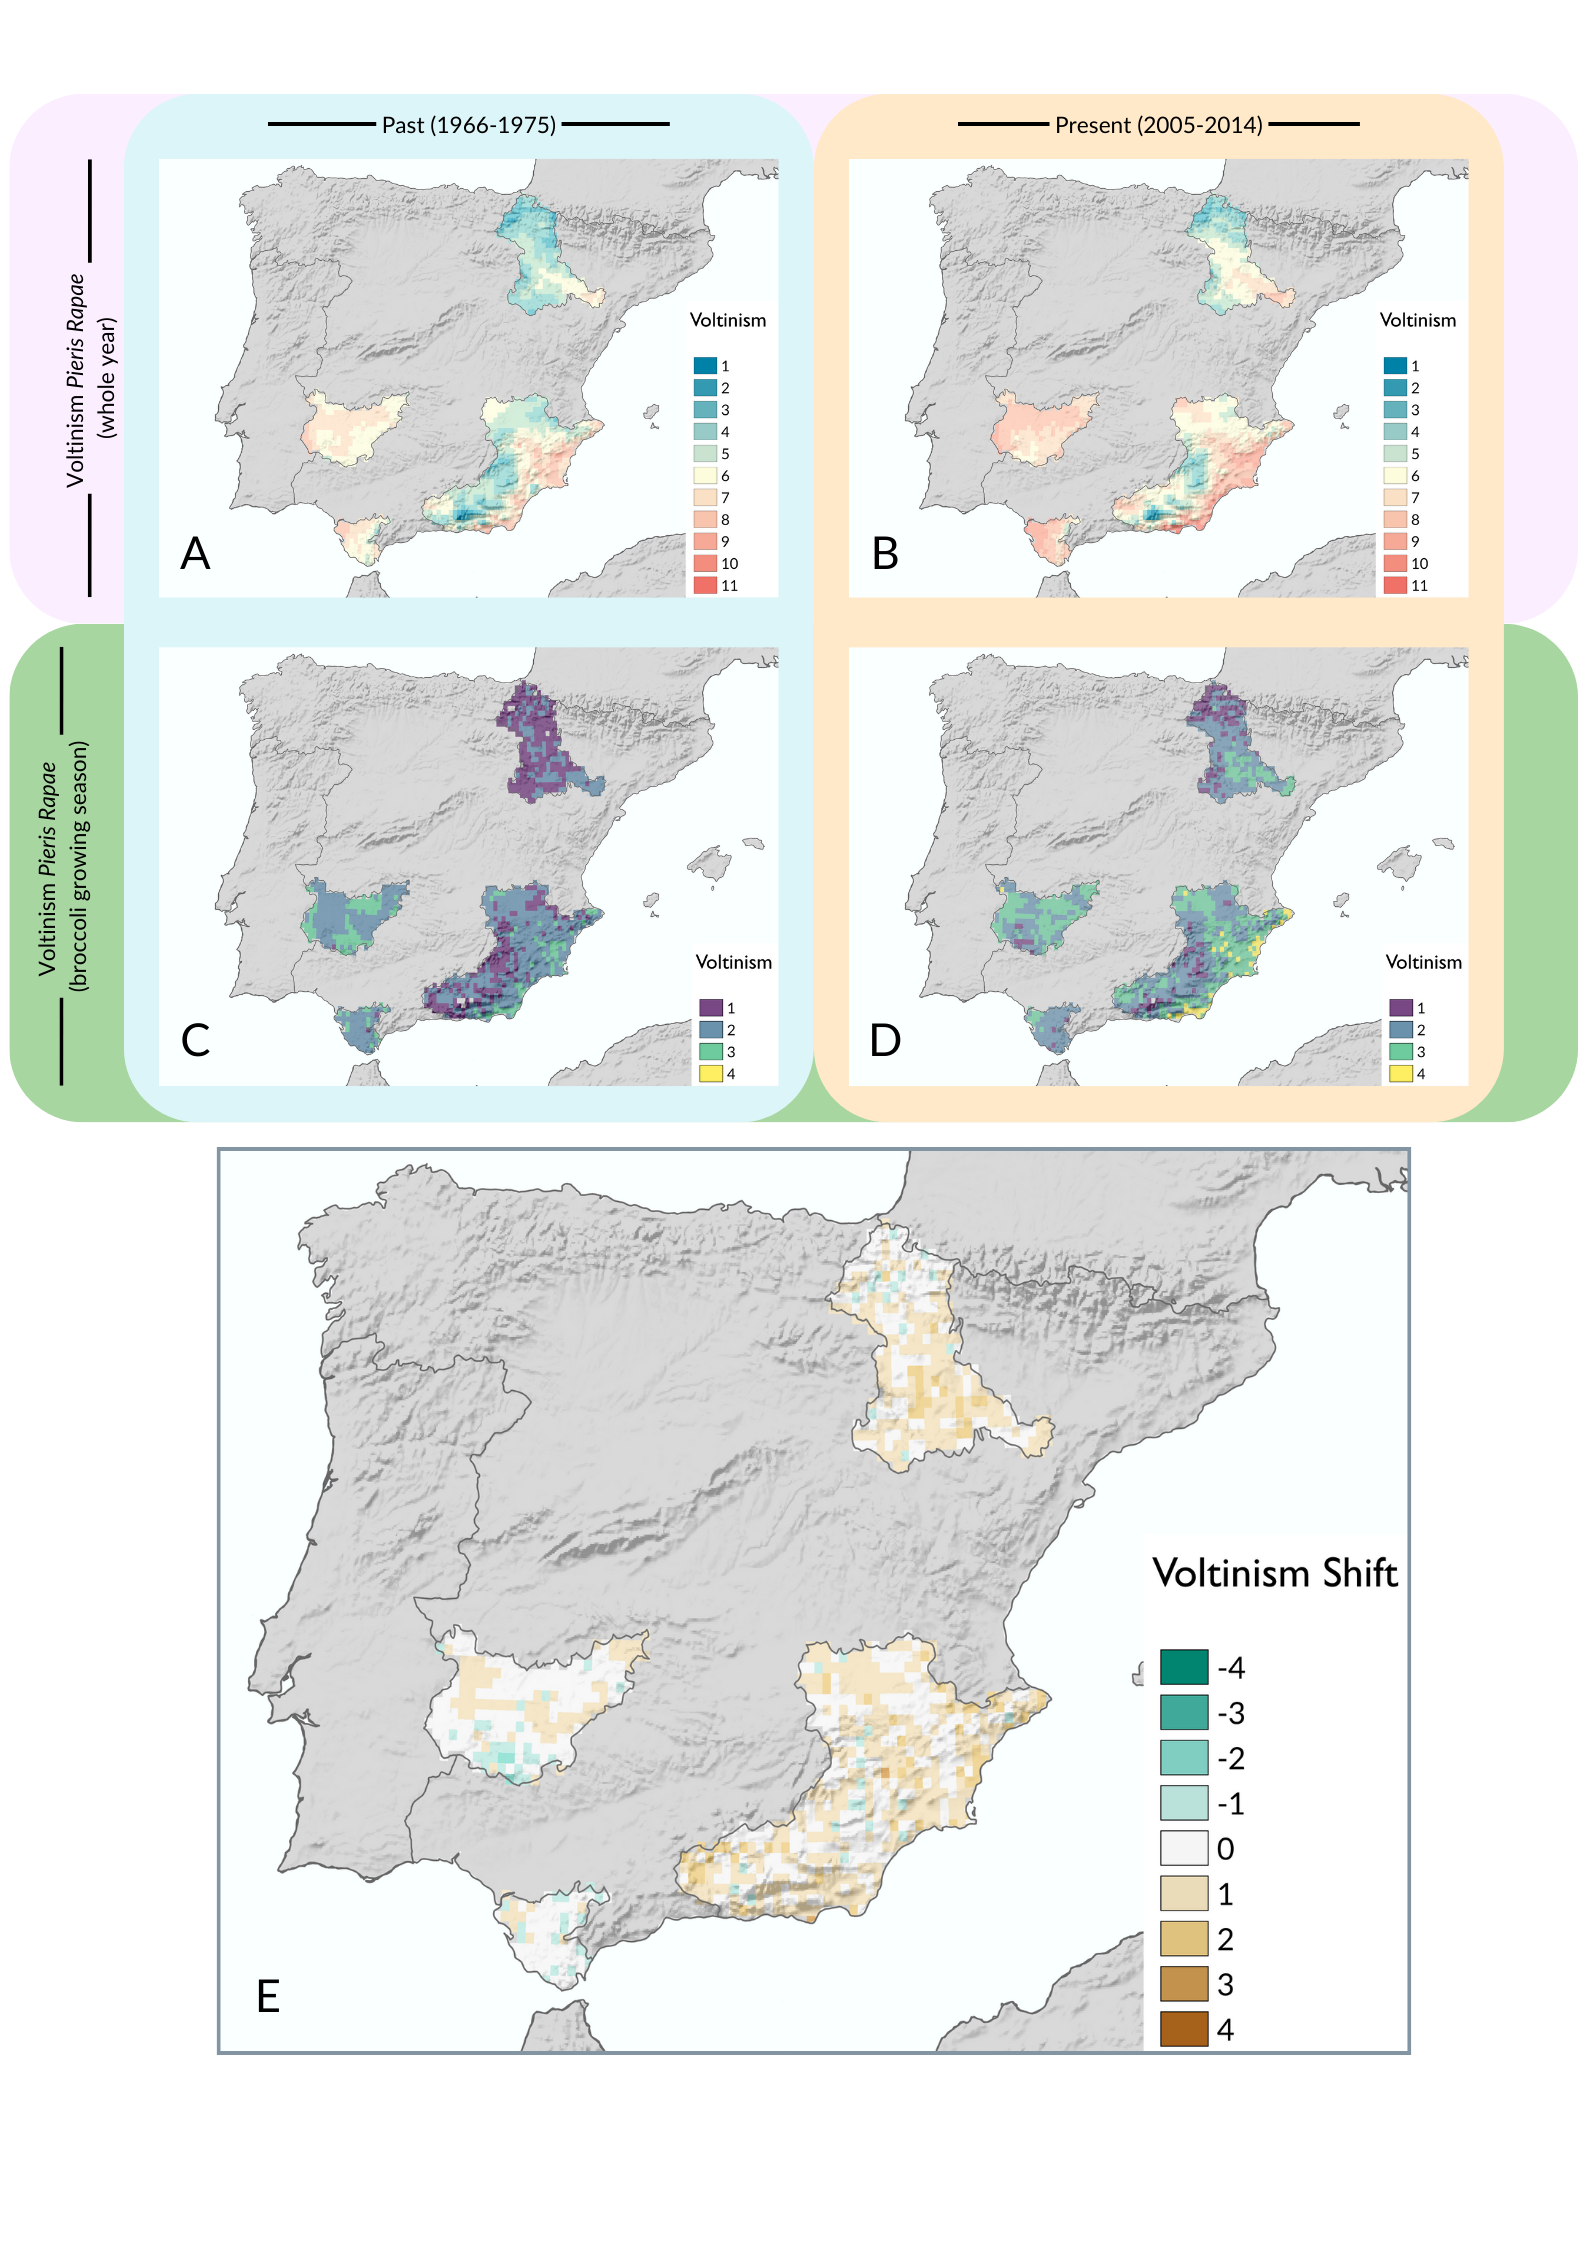 Past (1966-1975)
Present (2005-2014)
Voltinism Pieris Rapae
(whole year)
Voltinism
1
2
3
4
5
6
7
8
9
10
11
A
Voltinism
1
2
3
4
5
6
7
8
9
10
11
B
Voltinism Pieris Rapae
(broccoli growing season)
Voltinism
1
2
3
4
C
Voltinism
1
2
3
4
D
Voltinism Shift
-4
-3
-2
-1
0
1
2
3
4
E